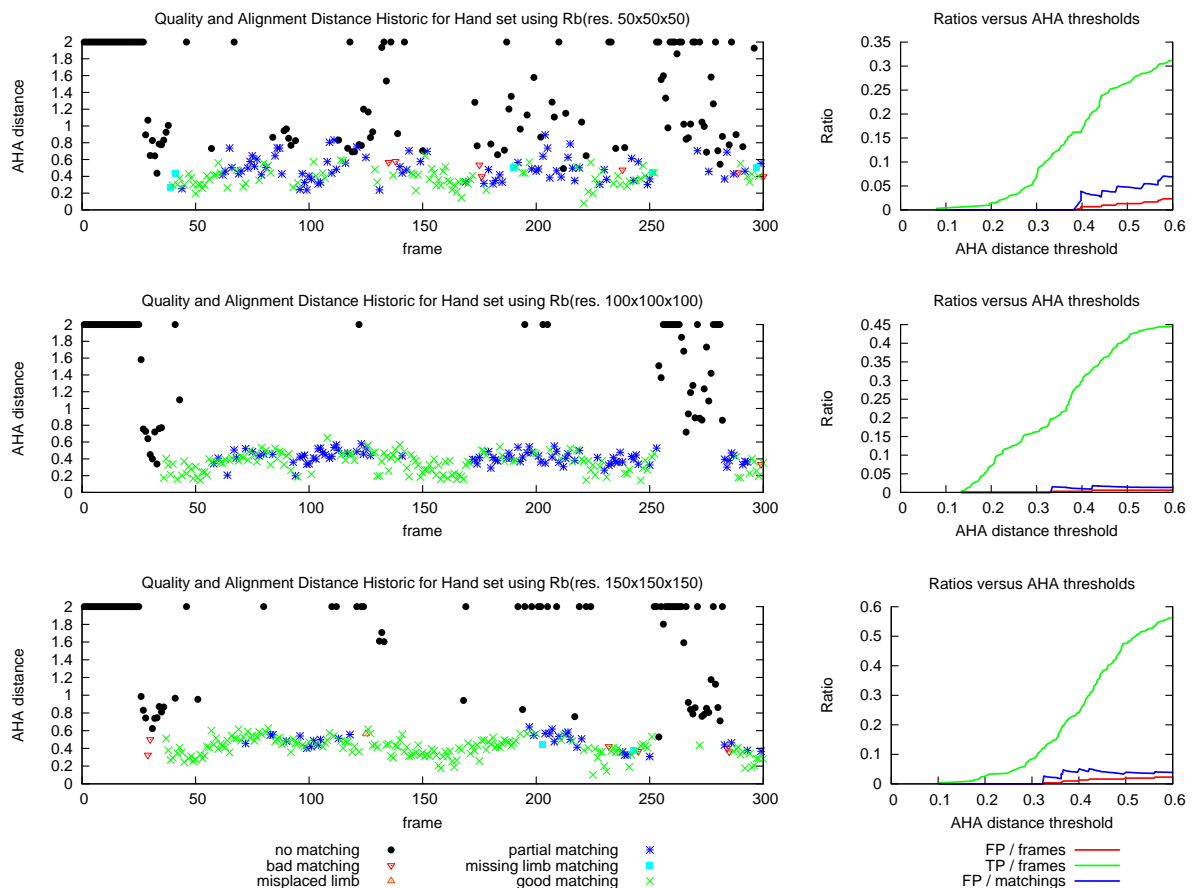 Quality and Alignment Distance Historic for Hand set using Rb(res. 50x50x50)
AHA distance
2
1.8
1.6
1.4
1.2
1
0.8
0.6
0.4
0.2
0
0 50 100 150 200 250 300
frame
Ratios versus AHA thresholds
Ratio
0.35
0.3
0.25
0.2
0.15
0.1
0.05
0
0 0.1 0.2 0.3 0.4 0.5 0.6
AHA distance threshold
Quality and Alignment Distance Historic for Hand set using Rb(res. 100x100x100)
AHA distance
2
1.8
1.6
1.4
1.2
1
0.8
0.6
0.4
0.2
0
0 50 100 150 200 250 300
frame
Ratios versus AHA thresholds
Ratio
0.45
0.4
0.35
0.3
0.25
0.2
0.15
0.1
0.05
0
0 0.1 0.2 0.3 0.4 0.5 0.6
AHA distance threshold
Quality and Alignment Distance Historic for Hand set using Rb(res. 150x150x150)
AHA distance
2
1.8
1.6
1.4
1.2
1
0.8
0.6
0.4
0.2
0
0 50 100 150 200 250 300
frame
Ratios versus AHA thresholds
Ratio
0.6
0.5
0.4
0.3
0.2
0.1
0
0 0.1 0.2 0.3 0.4 0.5 0.6
AHA distance threshold
no matching
bad matching
misplaced limb
partial matching
missing limb matching
good matching
FP / frames
TP / frames
FP / matchings